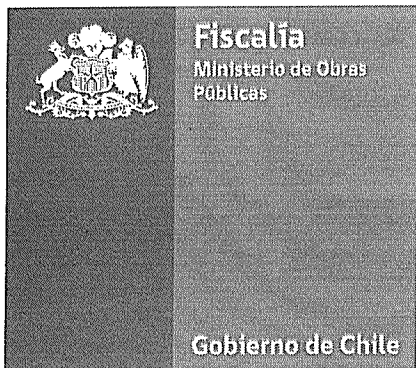 Fiscalía
Ministerio de Obras
Públicas
Gobierno de Chile